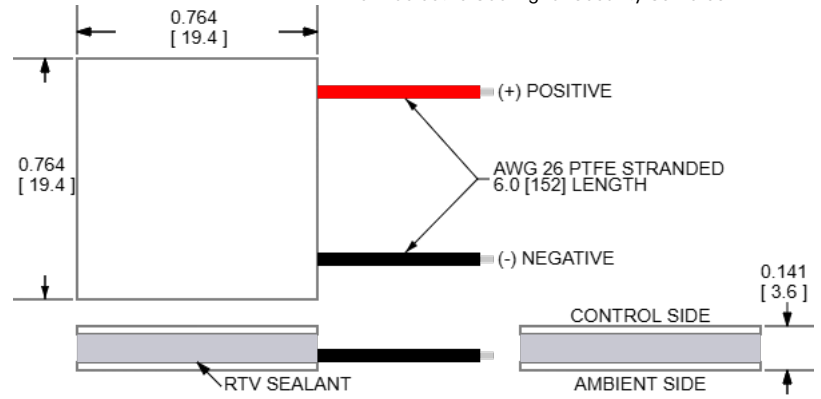 0.764
[ 19.4 ]
(+) POSITIVE
0.764
[ 19.4 ]
AWG 26 PTFE STRANDED
6.0 [152] LENGTH
(-) NEGATIVE
0.141
[ 3.6 ]
CONTROL SIDE
RTV SEALANT
AMBIENT SIDE